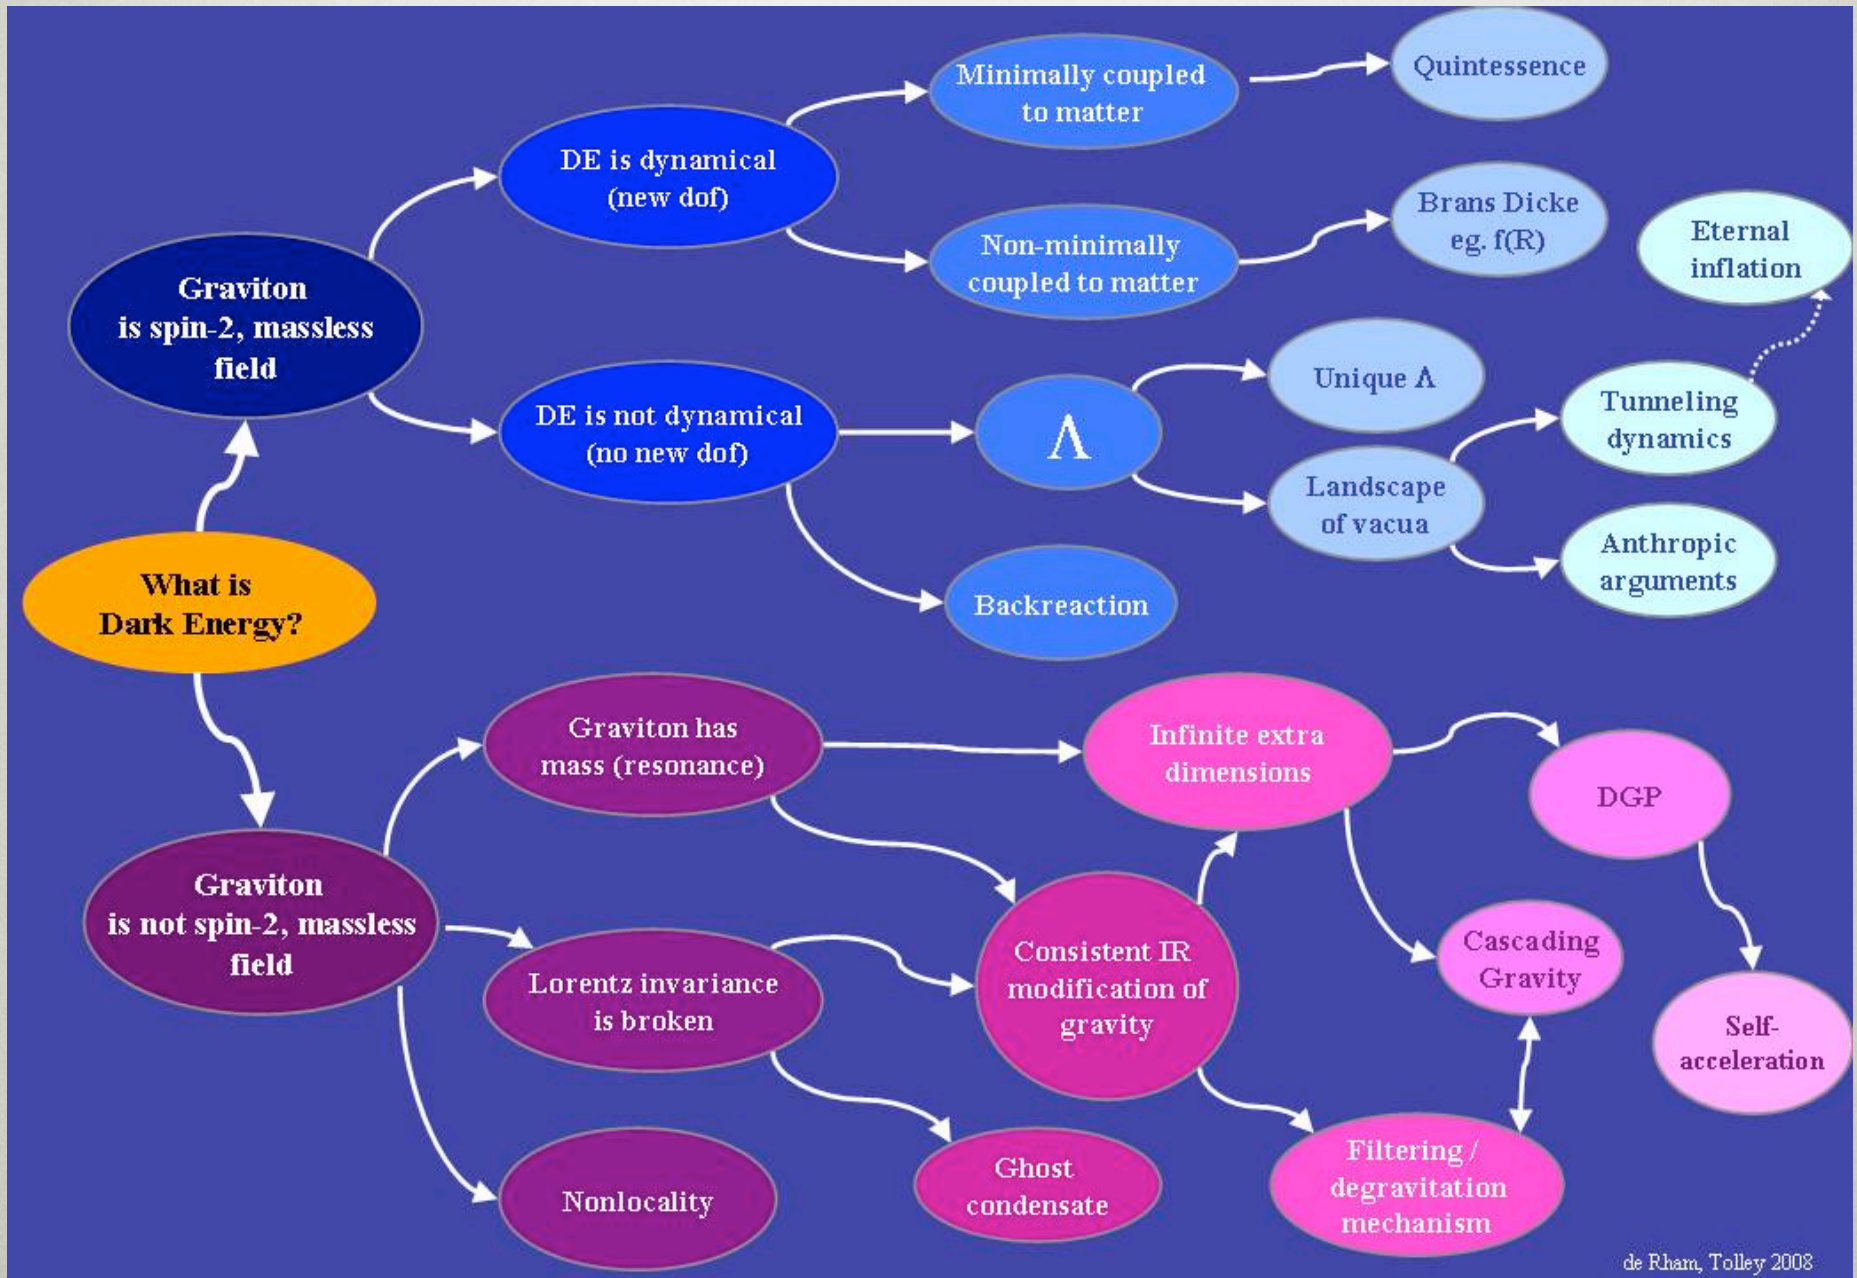 What is
Dark Energy?
Graviton
is spin-2, massless
field
DE is dynamical
(new dof)
Minimally coupled
to matter
Quintessence
Non-minimally
coupled to matter
Brans Dicke
eg. f(R)
DE is not dynamical
(no new dof)
Λ
Unique Λ
Landscape
of vacua
Tunneling
dynamics
Eternal
inflation
Anthropic
arguments
Backreaction
Graviton
is not spin-2, massless
field
Graviton has
mass (resonance)
Infinite extra
dimensions
DGP
Self-
acceleration
Cascading
Gravity
Lorentz invariance
is broken
Consistent IR
modification of
gravity
Filtering /
degravitation
mechanism
Ghost
condensate
Nonlocality
de Rham, Tolley 2008